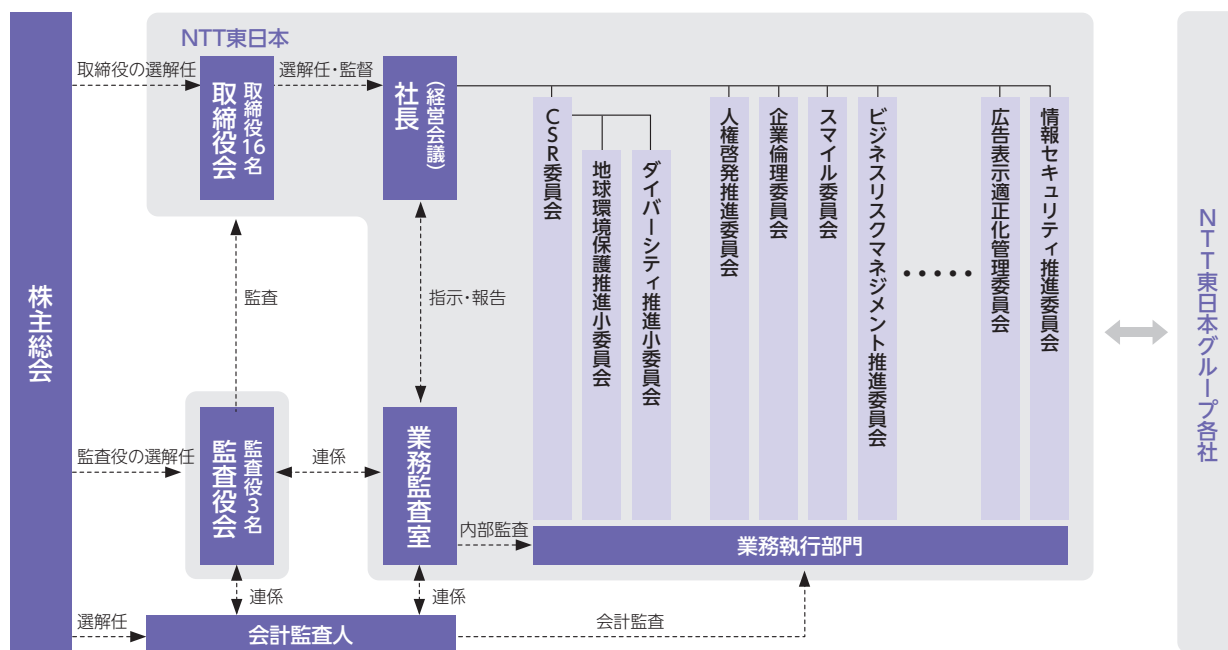 NTT東日本
株主総会
取締役の選解任
取締役会
取締役16名
選解任・監督
社長
（経営会議）
CSR委員会
地球環境保護推進小委員会
ダイバーシティ推進小委員会
人権啓発推進委員会
企業倫理委員会
スマイル委員会
ビジネスリスクマネジメント推進委員会
・・・・・
広告表示適正化管理委員会
情報セキュリティ推進委員会
監査
指示・報告
監査役の選解任
監査役会
監査役3名
連係
業務監査室
内部監査
業務執行部門
連係
連係
選解任
会計監査人
会計監査
NTT東日本グループ各社